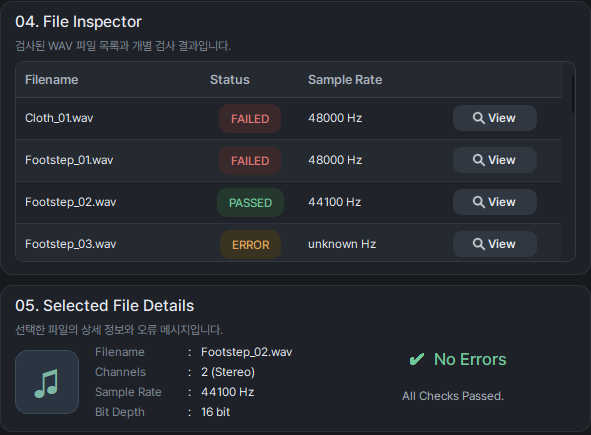 04. File Inspector
검사된 WAV 파일 목록과 개별 검사 결과입니다.
Filename Status Sample Rate
Cloth_01.wav FAILED 48000 Hz View
Footstep_01.wav FAILED 48000 Hz View
Footstep_02.wav PASSED 44100 Hz View
Footstep_03.wav ERROR unknown Hz View
05. Selected File Details
선택한 파일의 상세 정보와 오류 메시지입니다.
Filename : Footstep_02.wav
Channels : 2 (Stereo)
Sample Rate : 44100 Hz
Bit Depth : 16 bit
✔ No Errors
All Checks Passed.